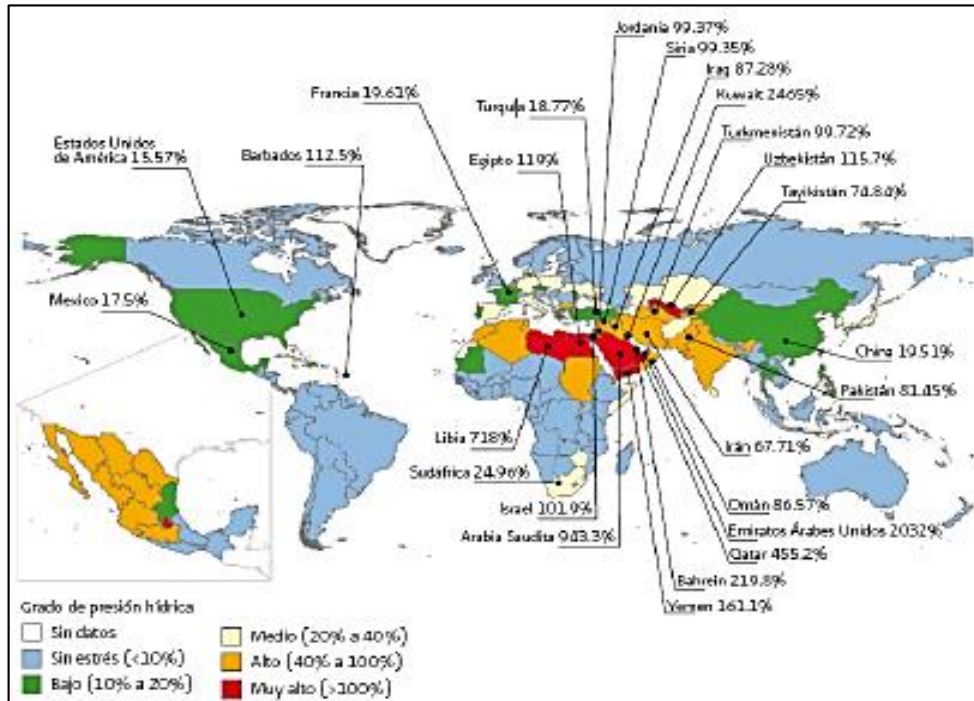 Jordania 99.37%
Siria 99.35%
Iraq 87.28%
Kuwait 2465%
Turkmenistán 99.72%
Uzbekistán 115.7%
Tayikistán 74.84%
Francia 19.61%
Turquía 18.77%
Egipto 119%
Estados Unidos
de América 15.57%
Barbados 112.5%
Mexico 17.5%
China 19.51%
Pakistán 81.45%
Irán 67.71%
Omán 86.57%
Emiratos Árabes Unidos 2032%
Qatar 455.2%
Bahrein 219.8%
Yemen 161.1%
Libia 718%
Sudáfrica 24.96%
Israel 101.9%
Arabia Saudita 943.3%
Grado de presión hídrica
Sin datos
Sin estrés (<10%)
Bajo (10% a 20%)
Medio (20% a 40%)
Alto (40% a 100%)
Muy alto (>100%)